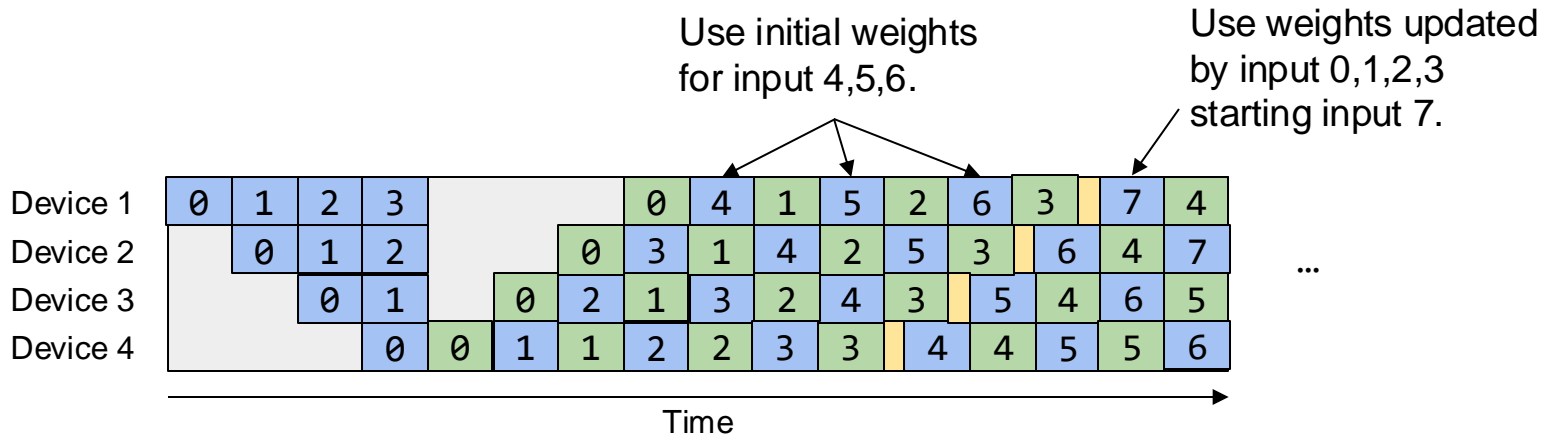 Use initial weights
for input 4,5,6.
Use weights updated
by input 0,1,2,3
starting input 7.
Device 1 0 1 2 3 0 4 1 5 2 6 3 7 4
Device 2 0 1 2 0 3 1 4 2 5 3 6 4 7
Device 3 0 1 0 2 1 3 2 4 3 5 4 6 5
Device 4 0 0 1 1 2 2 3 3 4 4 5 5 6
...
Time